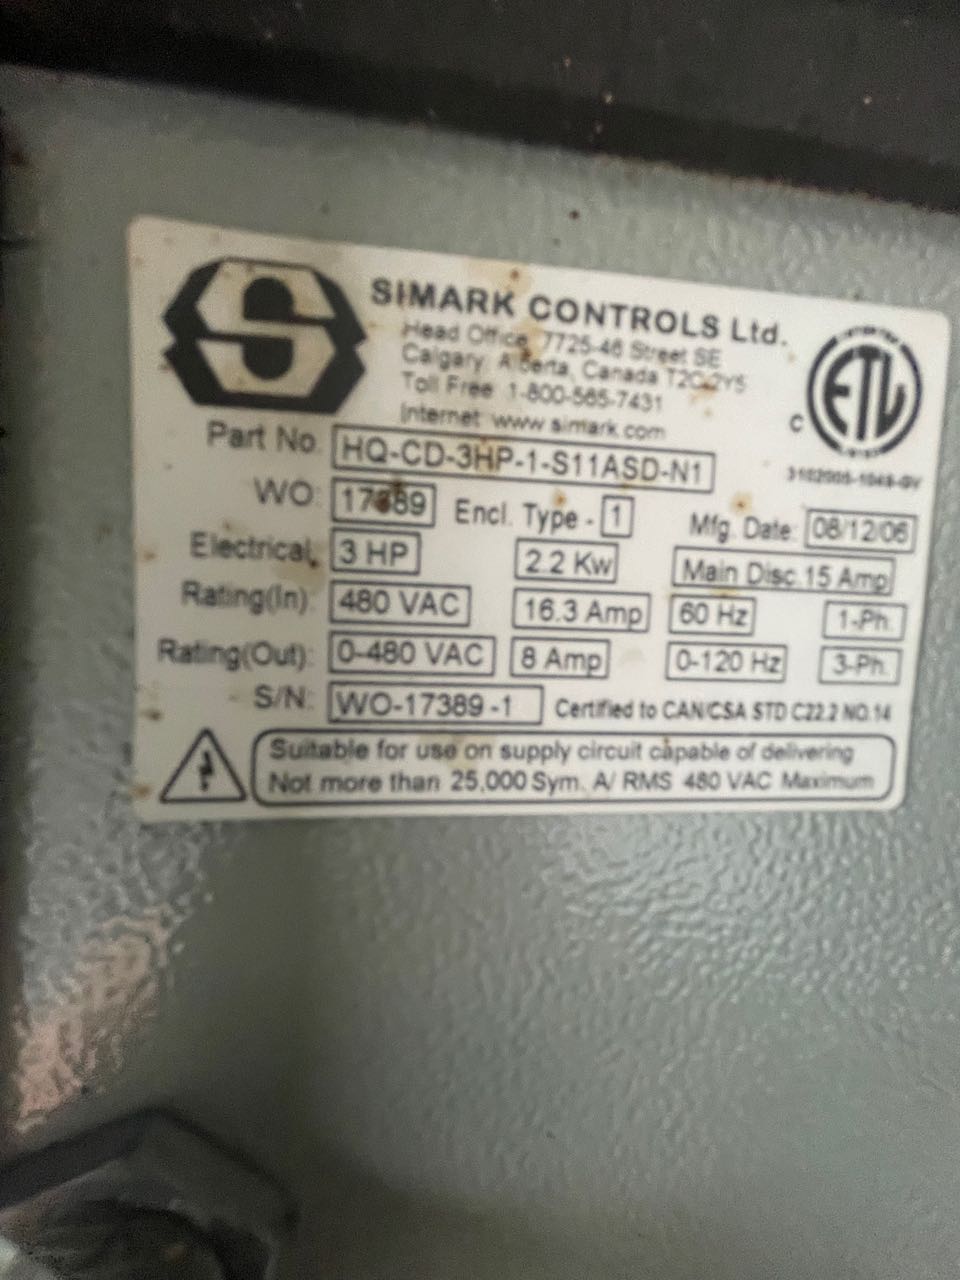 SIMARK CONTROLS Ltd.
Head Office 7725-46 Street SE
Calgary, Alberta, Canada T2C 2Y5
Toll Free 1-800-565-7431
Internet www.simark.com
C ETL
Part No. HQ-CD-3HP-1-S11ASD-N1
WO: 17389 Encl. Type - 1 Mfg. Date: 08/12/06
Electrical, 3 HP 2.2 Kw Main Disc.15 Amp
Rating(In) 480 VAC 16.3 Amp 60 Hz 1-Ph.
Rating(Out): 0-480 VAC 8 Amp 0-120 Hz 3-Ph.
S/N: WO-17389-1 Certified to CAN/CSA STD C22.2 NO.14
Suitable for use on supply circuit capable of delivering
Not more than 25,000 Sym. A/ RMS 480 VAC Maximum